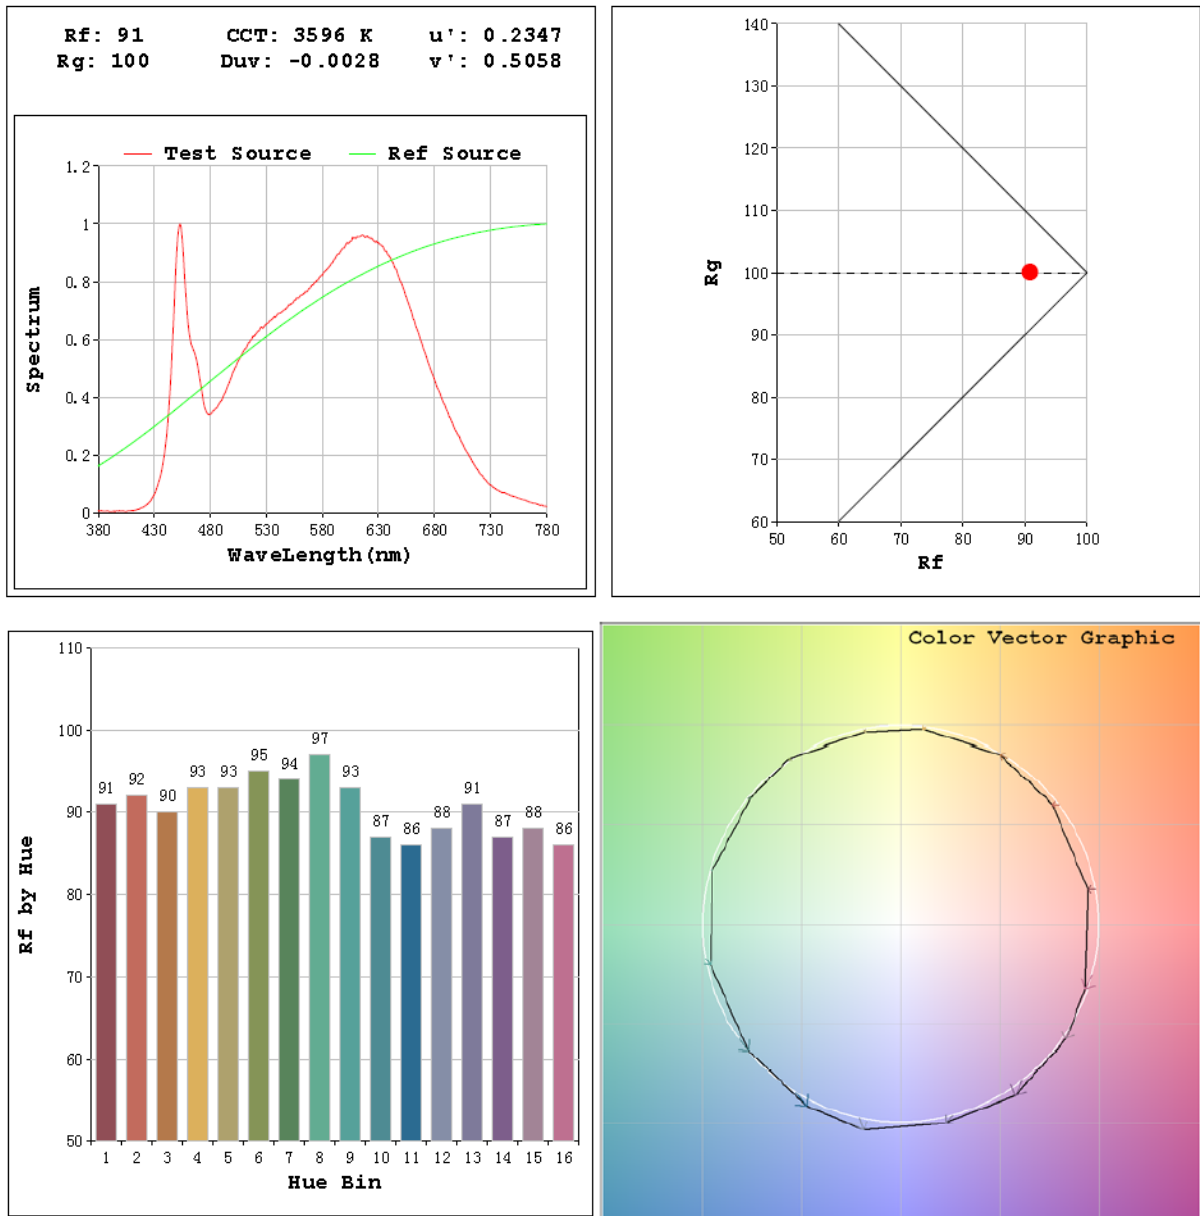 Rf: 91 CCT: 3596 K u': 0.2347
Rg: 100 Duv: -0.0028 v': 0.5058
Test Source Ref Source
1.2
1
0.8
0.6
0.4
0.2
0
Spectrum
380 430 480 530 580 630 680 730 780
WaveLength(nm)
140
130
120
110
100
90
80
70
60
Rg
50 60 70 80 90 100
Rf
110
100
90
80
70
60
50
Rf by Hue
91 92 90 93 93 95 94 97 93 87 86 88 91 87 88 86
1 2 3 4 5 6 7 8 9 10 11 12 13 14 15 16
Hue Bin
Color Vector Graphic